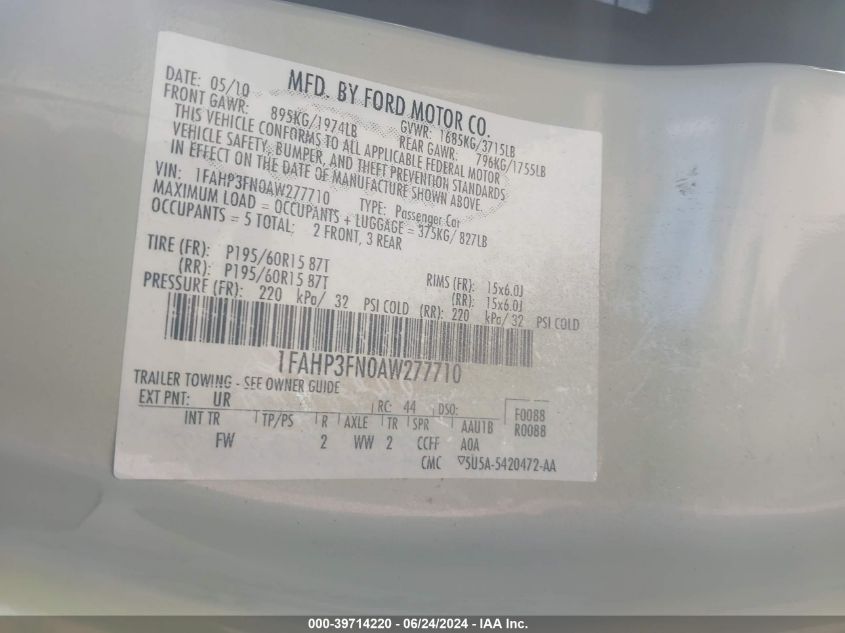 MFD. BY FORD MOTOR CO.
DATE: 05/10 GVWR: 1685KG/3715LB
FRONT GAWR: 895KG/1974LB REAR GAWR: 796KG/1755LB
THIS VEHICLE CONFORMS TO ALL APPLICABLE FEDERAL MOTOR
VEHICLE SAFETY, BUMPER, AND THEFT PREVENTION STANDARDS
IN EFFECT ON THE DATE OF MANUFACTURE SHOWN ABOVE.
VIN: 1FAHP3FN0AW277710 TYPE: Passenger Car
MAXIMUM LOAD = OCCUPANTS + LUGGAGE = 375KG/ 827LB
OCCUPANTS = 5 TOTAL: 2 FRONT, 3 REAR
TIRE (FR): P195/60R15 87T RIMS (FR): 15x6.0J
(RR): P195/60R15 87T (RR): 15x6.0J
PRESSURE (FR): 220 kPa/ 32 PSI COLD (RR): 220 kPa/ 32 PSI COLD
1FAHP3FN0AW277710
TRAILER TOWING - SEE OWNER GUIDE
EXT PNT: UR RC: 44 DSO: F0088
INT TR TP/PS R AXLE TR SPR AAU1B R0088
FW 2 WW 2 CCFF A0A
CMC ▽5U5A-5420472-AA
000-39714220 - 06/24/2024 - IAA Inc.